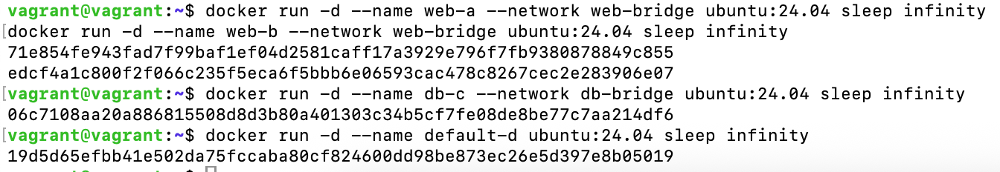 vagrant@vagrant:~$ docker run -d --name web-a --network web-bridge ubuntu:24.04 sleep infinity
docker run -d --name web-b --network web-bridge ubuntu:24.04 sleep infinity
71e854fe943fad7f99baf1ef04d2581caff17a3929e796f7fb9380878849c855
edcf4a1c800f2f066c235f5eca6f5bbb6e06593cac478c8267cec2e283906e07
vagrant@vagrant:~$ docker run -d --name db-c --network db-bridge ubuntu:24.04 sleep infinity
06c7108aa20a886815508d8d3b80a401303c34b5cf7fe08de8be77c7aa214df6
vagrant@vagrant:~$ docker run -d --name default-d ubuntu:24.04 sleep infinity
19d5d65efbb41e502da75fccaba80cf824600dd98be873ec26e5d397e8b05019